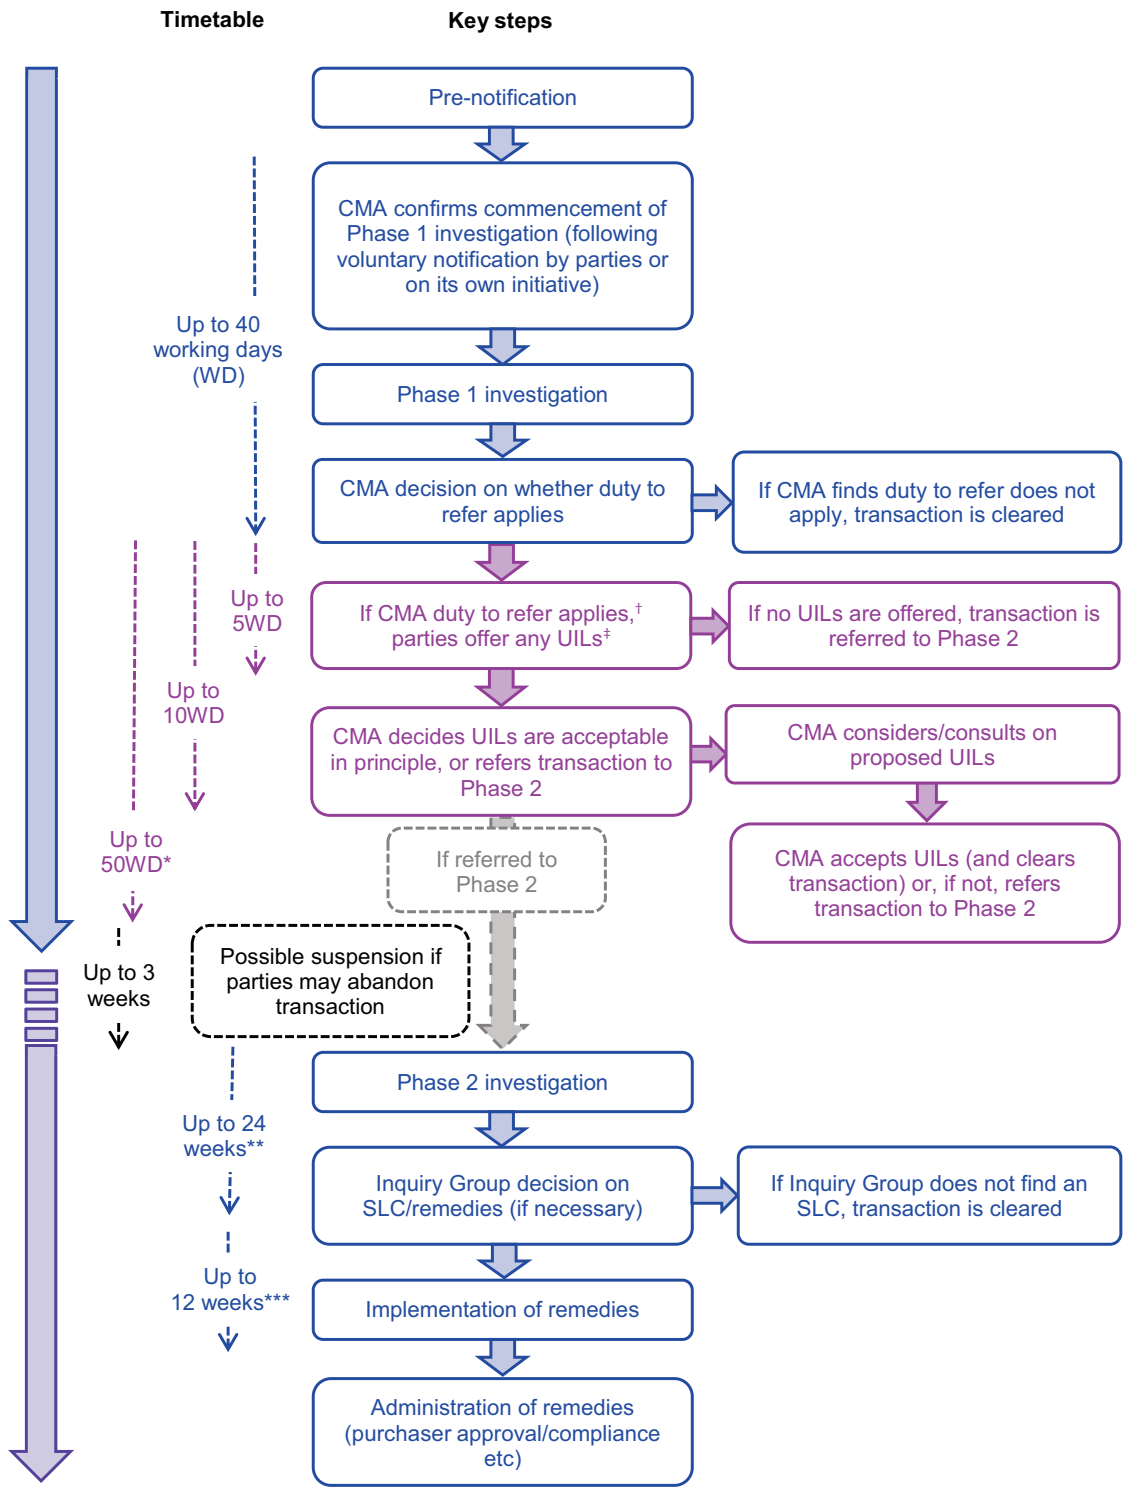 Timetable
Key steps
Pre-notification
CMA confirms commencement of
Phase 1 investigation (following
voluntary notification by parties or
on its own initiative)
Up to 40
working days
(WD)
Phase 1 investigation
CMA decision on whether duty to
refer applies
If CMA finds duty to refer does not
apply, transaction is cleared
Up to
5WD
If CMA duty to refer applies,†
parties offer any UILs‡
If no UILs are offered, transaction is
referred to Phase 2
Up to
10WD
CMA decides UILs are acceptable
in principle, or refers transaction to
Phase 2
CMA considers/consults on
proposed UILs
Up to
50WD*
If referred to
Phase 2
CMA accepts UILs (and clears
transaction) or, if not, refers
transaction to Phase 2
Up to 3
weeks
Possible suspension if
parties may abandon
transaction
Phase 2 investigation
Up to 24
weeks**
Inquiry Group decision on
SLC/remedies (if necessary)
If Inquiry Group does not find an
SLC, transaction is cleared
Up to
12 weeks***
Implementation of remedies
Administration of remedies
(purchaser approval/compliance
etc)